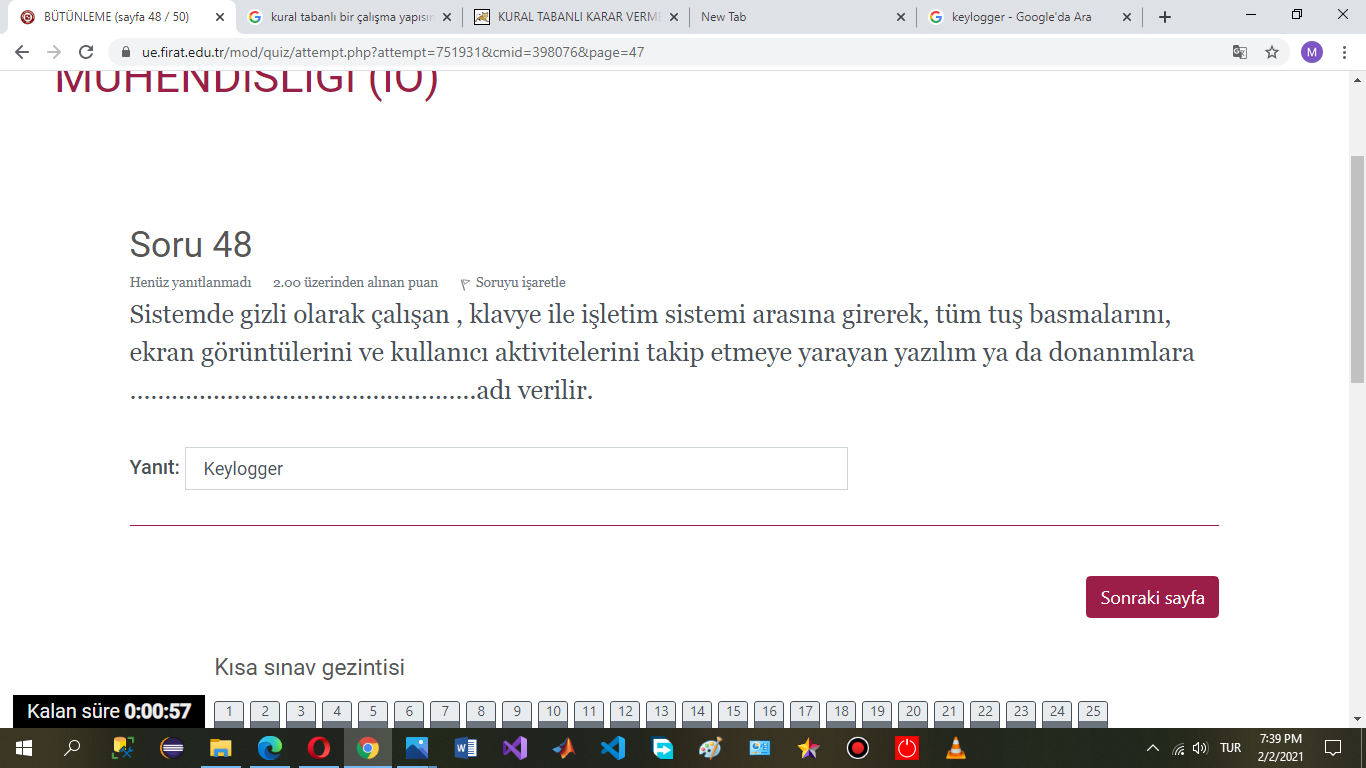 BÜTÜNLEME (sayfa 48 / 50)
kural tabanlı bir çalışma yapısın
KURAL TABANLI KARAR VERME
New Tab
keylogger - Google'da Ara
ue.firat.edu.tr/mod/quiz/attempt.php?attempt=751931&cmid=398076&page=47
M
MÜHENDİSLİĞİ (İÖ)
Soru 48
Henüz yanıtlanmadı
2.00 üzerinden alınan puan
Soruyu işaretle
Sistemde gizli olarak çalışan , klavye ile işletim sistemi arasına girerek, tüm tuş basmalarını,
ekran görüntülerini ve kullanıcı aktivitelerini takip etmeye yarayan yazılım ya da donanımlara
..................................................adı verilir.
Yanıt: Keylogger
Sonraki sayfa
Kısa sınav gezintisi
Kalan süre 0:00:57
1 2 3 4 5 6 7 8 9 10 11 12 13 14 15 16 17 18 19 20 21 22 23 24 25
TUR
7:39 PM
2/2/2021